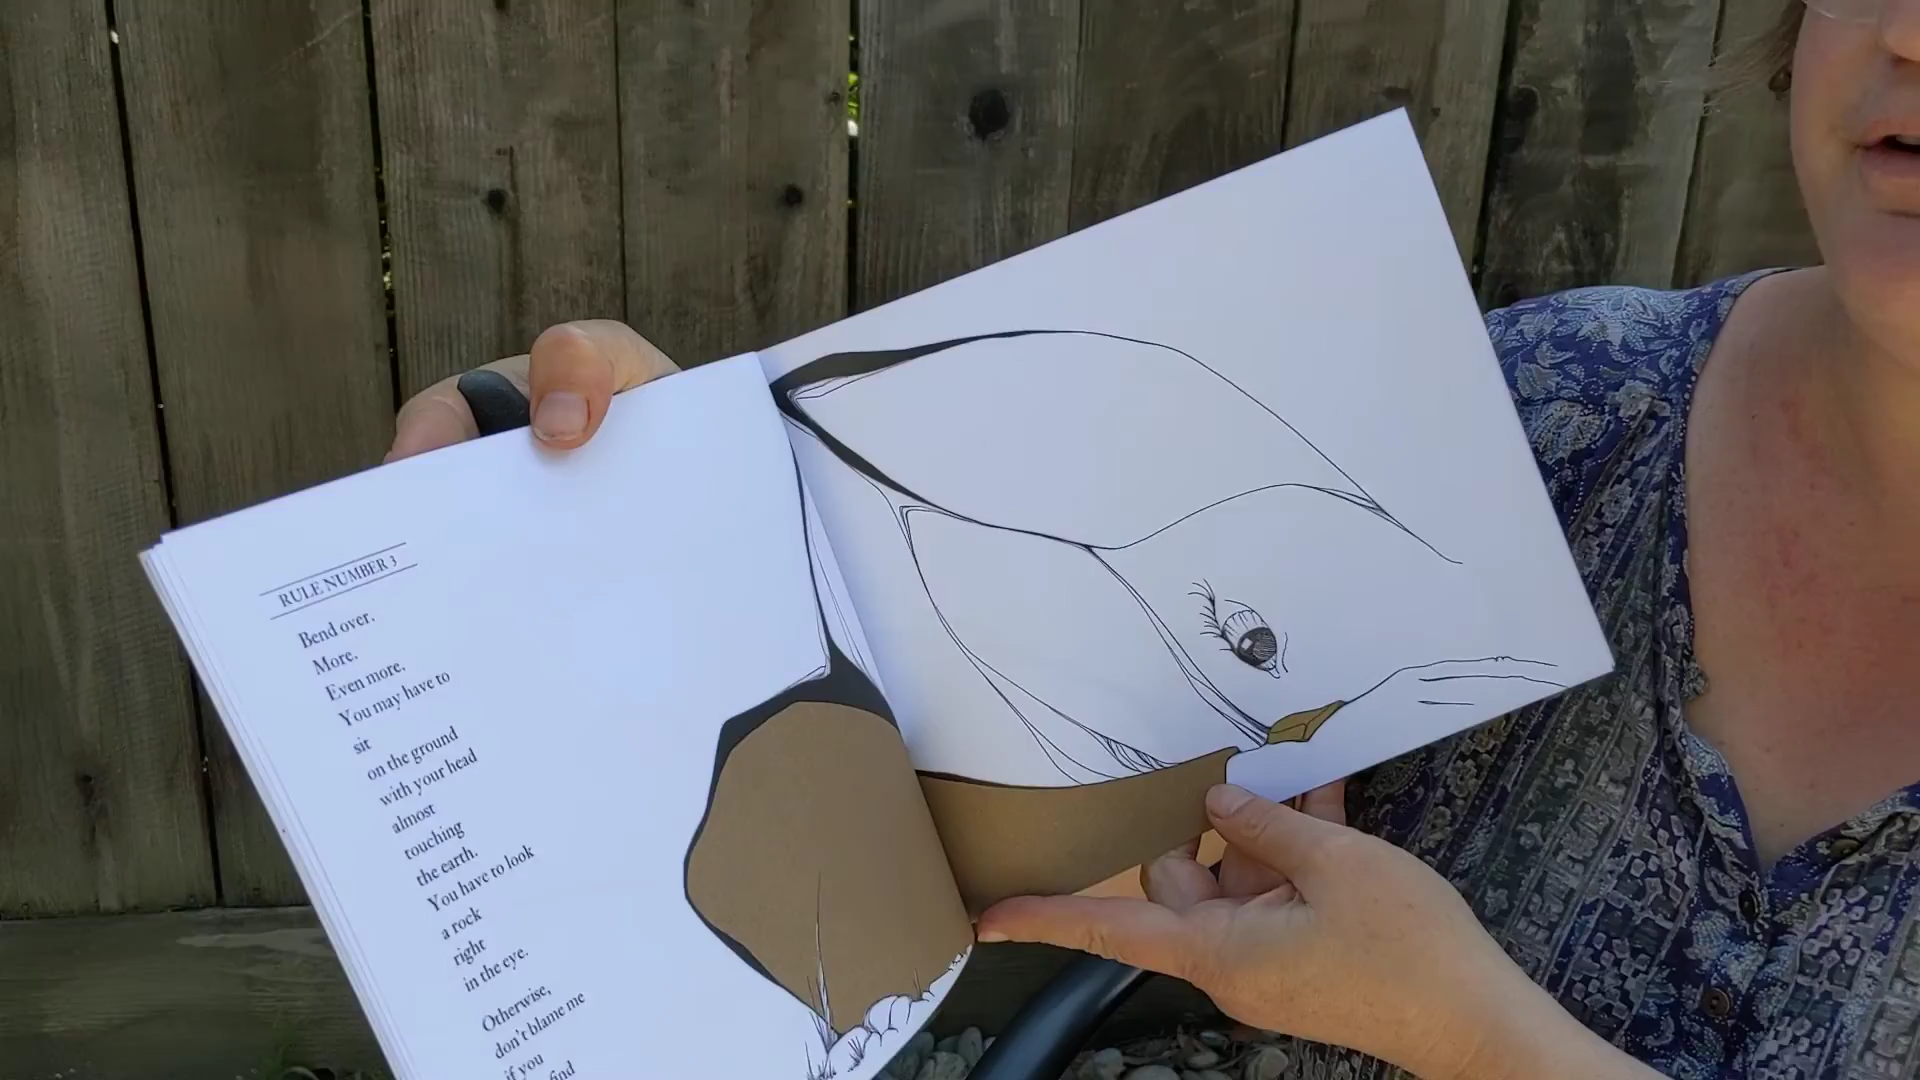 RULE NUMBER 3
Bend over.
More.
Even more.
You may have to
sit
on the ground
with your head
almost
touching
the earth.
You have to look
a rock
right
in the eye.
Otherwise,
don't blame me
if you
find